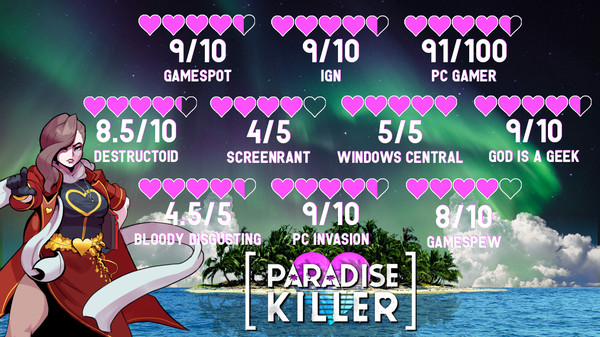 9/10 9/10 91/100
GAMESPOT IGN PC GAMER
8.5/10 4/5 5/5 9/10
DESTRUCTOID SCREENRANT WINDOWS CENTRAL GOD IS A GEEK
4.5/5 9/10 8/10
BLOODY DISGUSTING PC INVASION GAMESPEW
PARADISE
KILLER